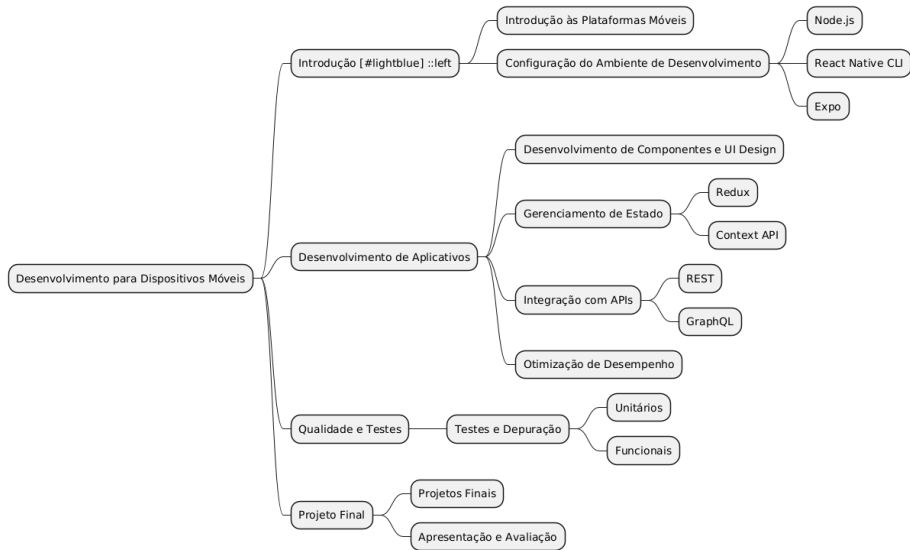 Desenvolvimento para Dispositivos Móveis
Introdução [#lightblue] ::left
Introdução às Plataformas Móveis
Configuração do Ambiente de Desenvolvimento
Node.js
React Native CLI
Expo
Desenvolvimento de Aplicativos
Desenvolvimento de Componentes e UI Design
Gerenciamento de Estado
Redux
Context API
Integração com APIs
REST
GraphQL
Otimização de Desempenho
Qualidade e Testes
Testes e Depuração
Unitários
Funcionais
Projeto Final
Projetos Finais
Apresentação e Avaliação